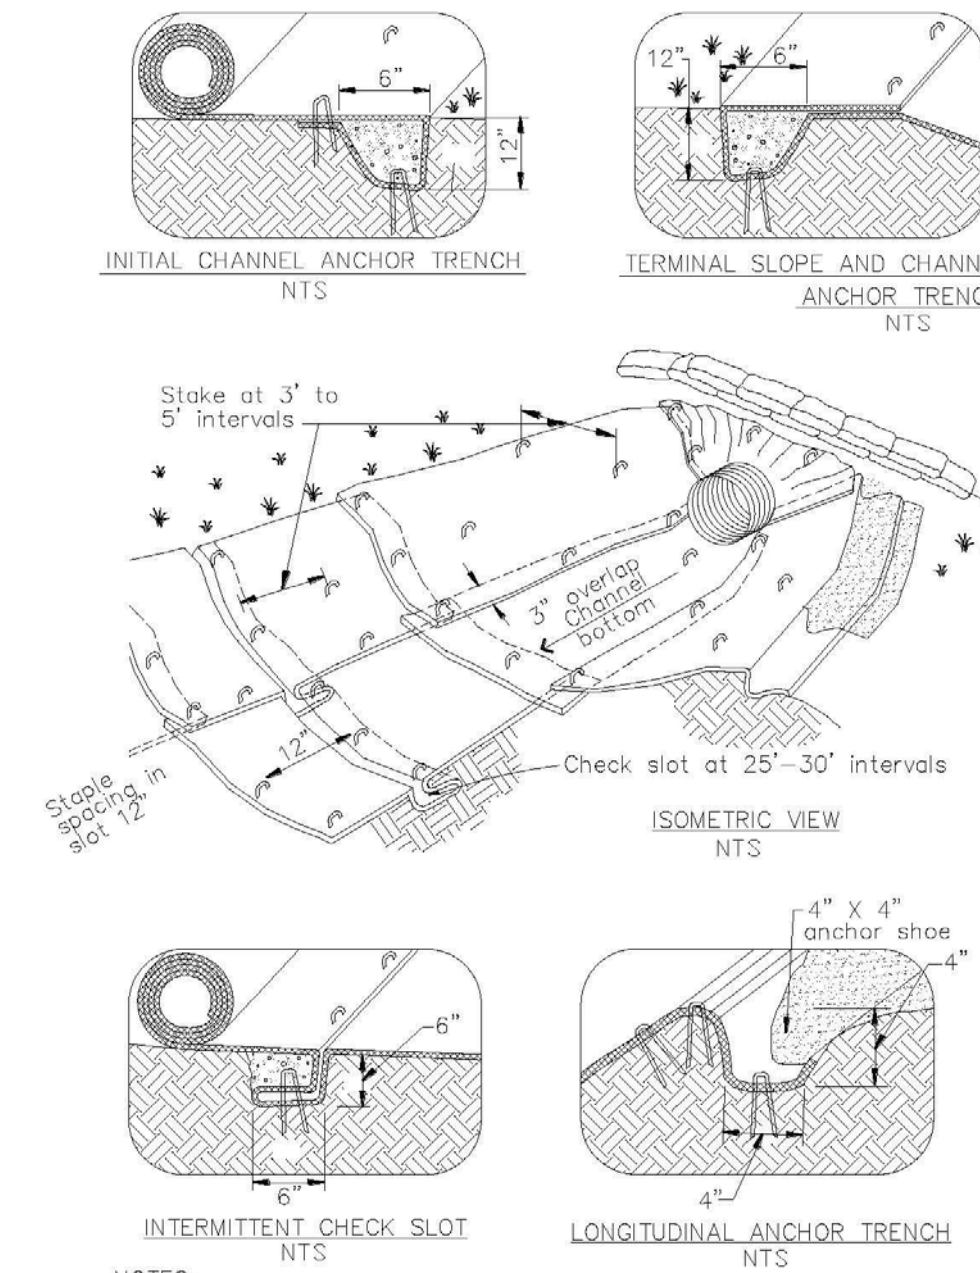 6"
12"
INITIAL CHANNEL ANCHOR TRENCH
NTS
12"
6"
TERMINAL SLOPE AND
ANCHOR
NTS
Stake at 3' to
5' intervals
3" overlap
Channel
bottom
12"
Staple
spacing in
slot 12"
Check slot at 25'-30' intervals
ISOMETRIC VIEW
NTS
6"
6"
INTERMITTENT CHECK SLOT
NTS
4" X 4"
anchor shoe
4"
4"
LONGITUDINAL ANCHOR TRENCH
NTS